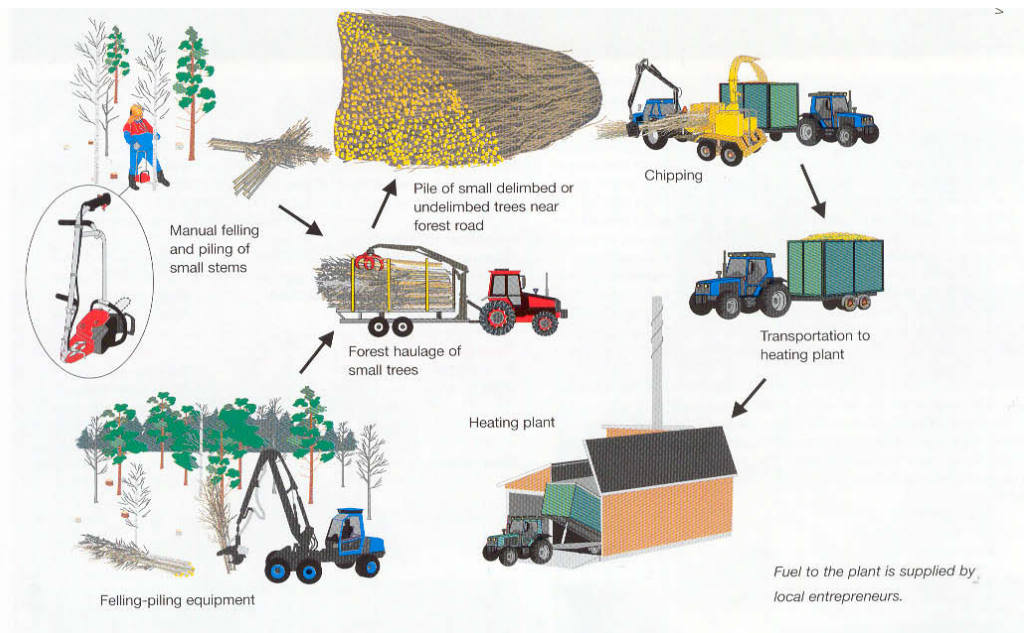 Chipping
Pile of small delimbed or
undelimbed trees near
forest road
Manual felling
and piling of
small stems
Transportation to
heating plant
Forest haulage of
small trees
Heating plant
Felling-piling equipment
Fuel to the plant is supplied by
local entrepreneurs.